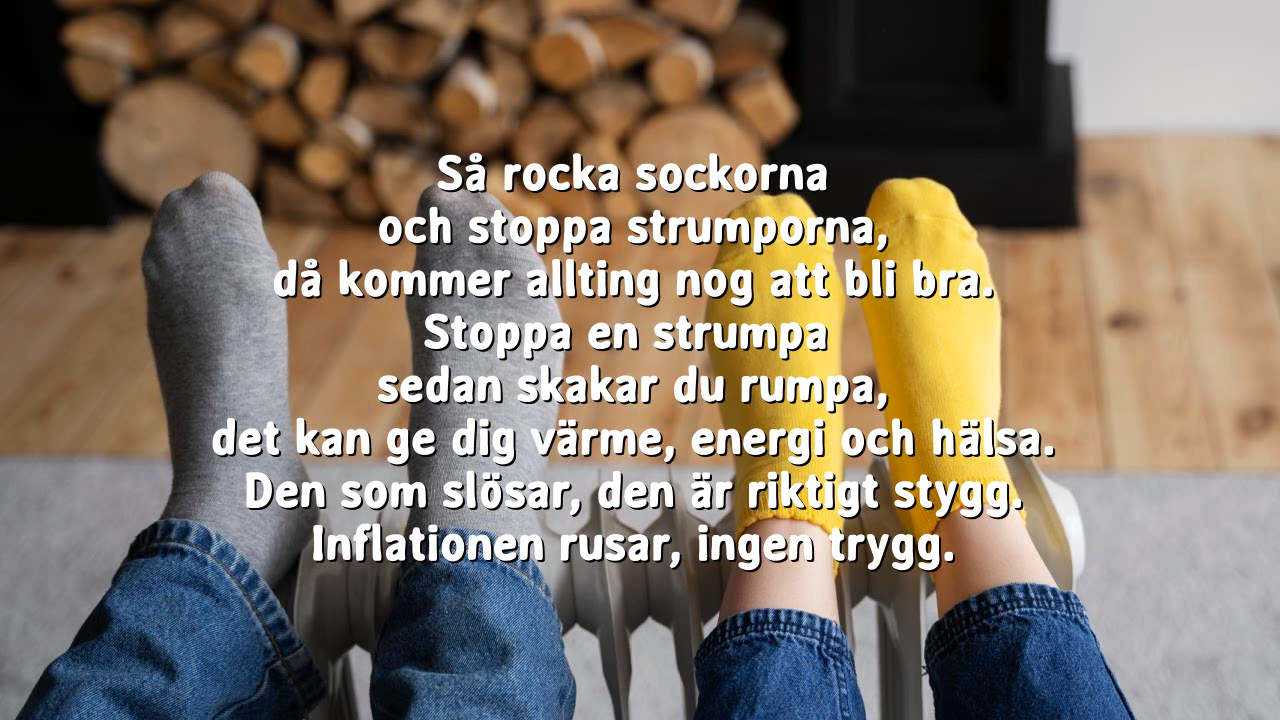 Så rocka sockorna
och stoppa strumporna,
då kommer allting nog att bli bra.
Stoppa en strumpa
sedan skakar du rumpa,
det kan ge dig värme, energi och hälsa.
Den som slösar, den är riktigt stygg.
Inflationen rusar, ingen trygg.